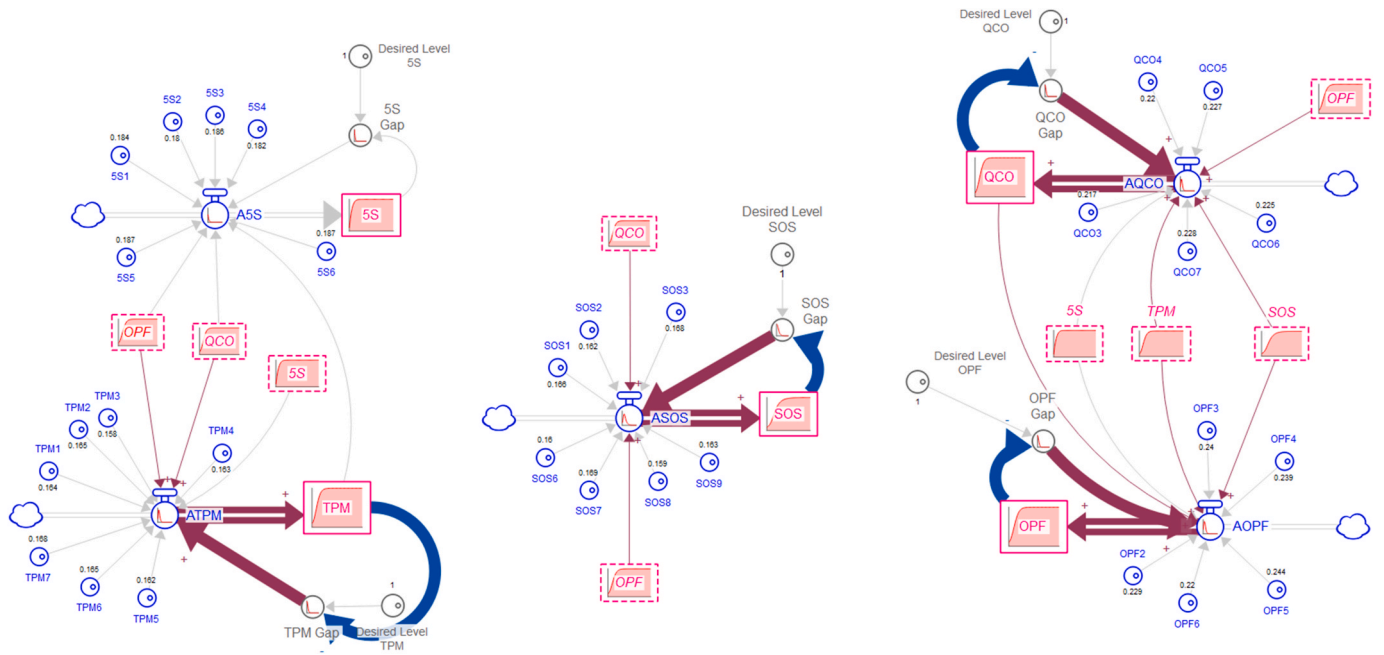 Desired Level
5S
1
5S
Gap
5S2
5S3
5S4
0.18
0.186
0.182
0.184
5S1
A5S
5S
0.187
5S5
0.187
5S6
OPF
QCO
5S
TPM3
TPM2
0.158
0.165
TPM4
0.163
TPM1
0.164
+
+
+
ATPM
TPM
0.168
TPM7
0.165
TPM6
0.162
TPM5
+
1
TPM Gap
Desired Level
TPM
-
QCO
Desired Level
SOS
1
SOS
Gap
SOS3
0.168
SOS2
0.162
SOS1
0.166
+
+
+
ASOS
SOS
+
0.16
SOS6
0.169
SOS7
0.159
SOS8
0.163
SOS9
OPF
Desired Level
QCO
1
-
QCO
Gap
QCO4
0.22
QCO5
0.227
OPF
+
+
+
QCO
AQCO
+
+
+
0.217
QCO3
0.228
QCO7
0.225
QCO6
5S
TPM
SOS
Desired Level
OPF
1
-
OPF
Gap
OPF3
0.24
OPF4
0.239
+
+
+
OPF
AOPF
+
OPF2
0.229
0.22
OPF6
0.244
OPF5